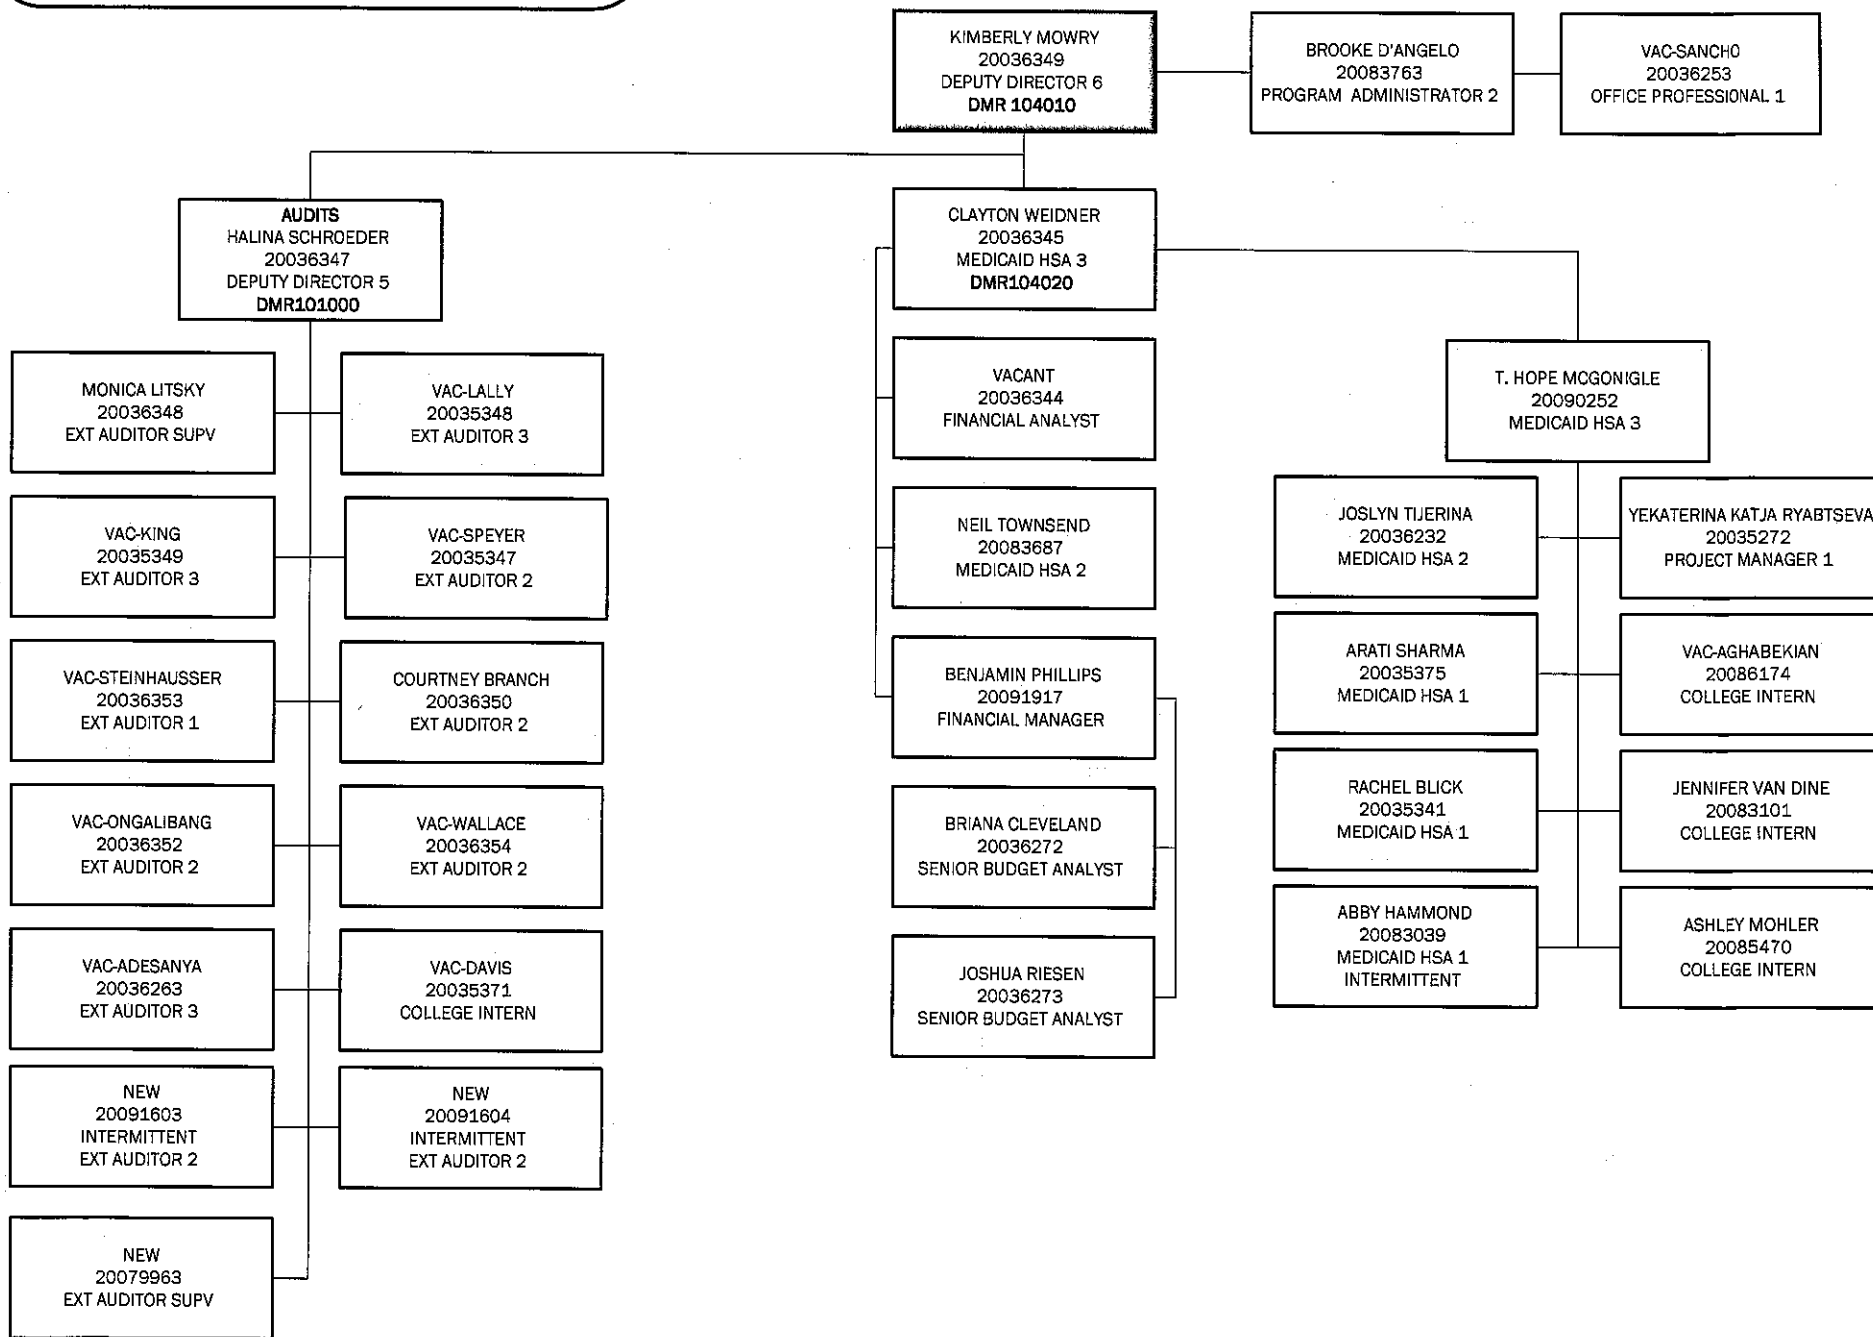 KIMBERLY MOWRY
20036349
DEPUTY DIRECTOR 6
DMR 104010
BROOKE D'ANGELO
20083763
PROGRAM ADMINISTRATOR 2
VAC-SANCHO
20036253
OFFICE PROFESSIONAL 1
AUDITS
HALINA SCHROEDER
20036347
DEPUTY DIRECTOR 5
DMR101000
CLAYTON WEIDNER
20036345
MEDICAID HSA 3
DMR104020
MONICA LITSKY
20036348
EXT AUDITOR SUPV
VAC-LALLY
20035348
EXT AUDITOR 3
VAC-KING
20035349
EXT AUDITOR 3
VAC-SPEYER
20035347
EXT AUDITOR 2
VAC-STEINHAUSSER
20036353
EXT AUDITOR 1
COURTNEY BRANCH
20036350
EXT AUDITOR 2
VAC-ONGALIBANG
20036352
EXT AUDITOR 2
VAC-WALLACE
20036354
EXT AUDITOR 2
VAC-ADESANYA
20036263
EXT AUDITOR 3
VAC-DAVIS
20035371
COLLEGE INTERN
NEW
20091603
INTERMITTENT
EXT AUDITOR 2
NEW
20091604
INTERMITTENT
EXT AUDITOR 2
NEW
20079963
EXT AUDITOR SUPV
VACANT
20036344
FINANCIAL ANALYST
NEIL TOWNSEND
20083687
MEDICAID HSA 2
BENJAMIN PHILLIPS
20091917
FINANCIAL MANAGER
BRIANA CLEVELAND
20036272
SENIOR BUDGET ANALYST
JOSHUA RIESEN
20036273
SENIOR BUDGET ANALYST
T. HOPE MCGONIGLE
20090252
MEDICAID HSA 3
JOSLYN TIJERINA
20036232
MEDICAID HSA 2
YEKATERINA KATJA RYABTSEVA
20035272
PROJECT MANAGER 1
ARATI SHARMA
20035375
MEDICAID HSA 1
VAC-AGHABEKIAN
20086174
COLLEGE INTERN
RACHEL BLICK
20035341
MEDICAID HSA 1
JENNIFER VAN DINE
20083101
COLLEGE INTERN
ABBY HAMMOND
20083039
MEDICAID HSA 1
INTERMITTENT
ASHLEY MOHLER
20085470
COLLEGE INTERN